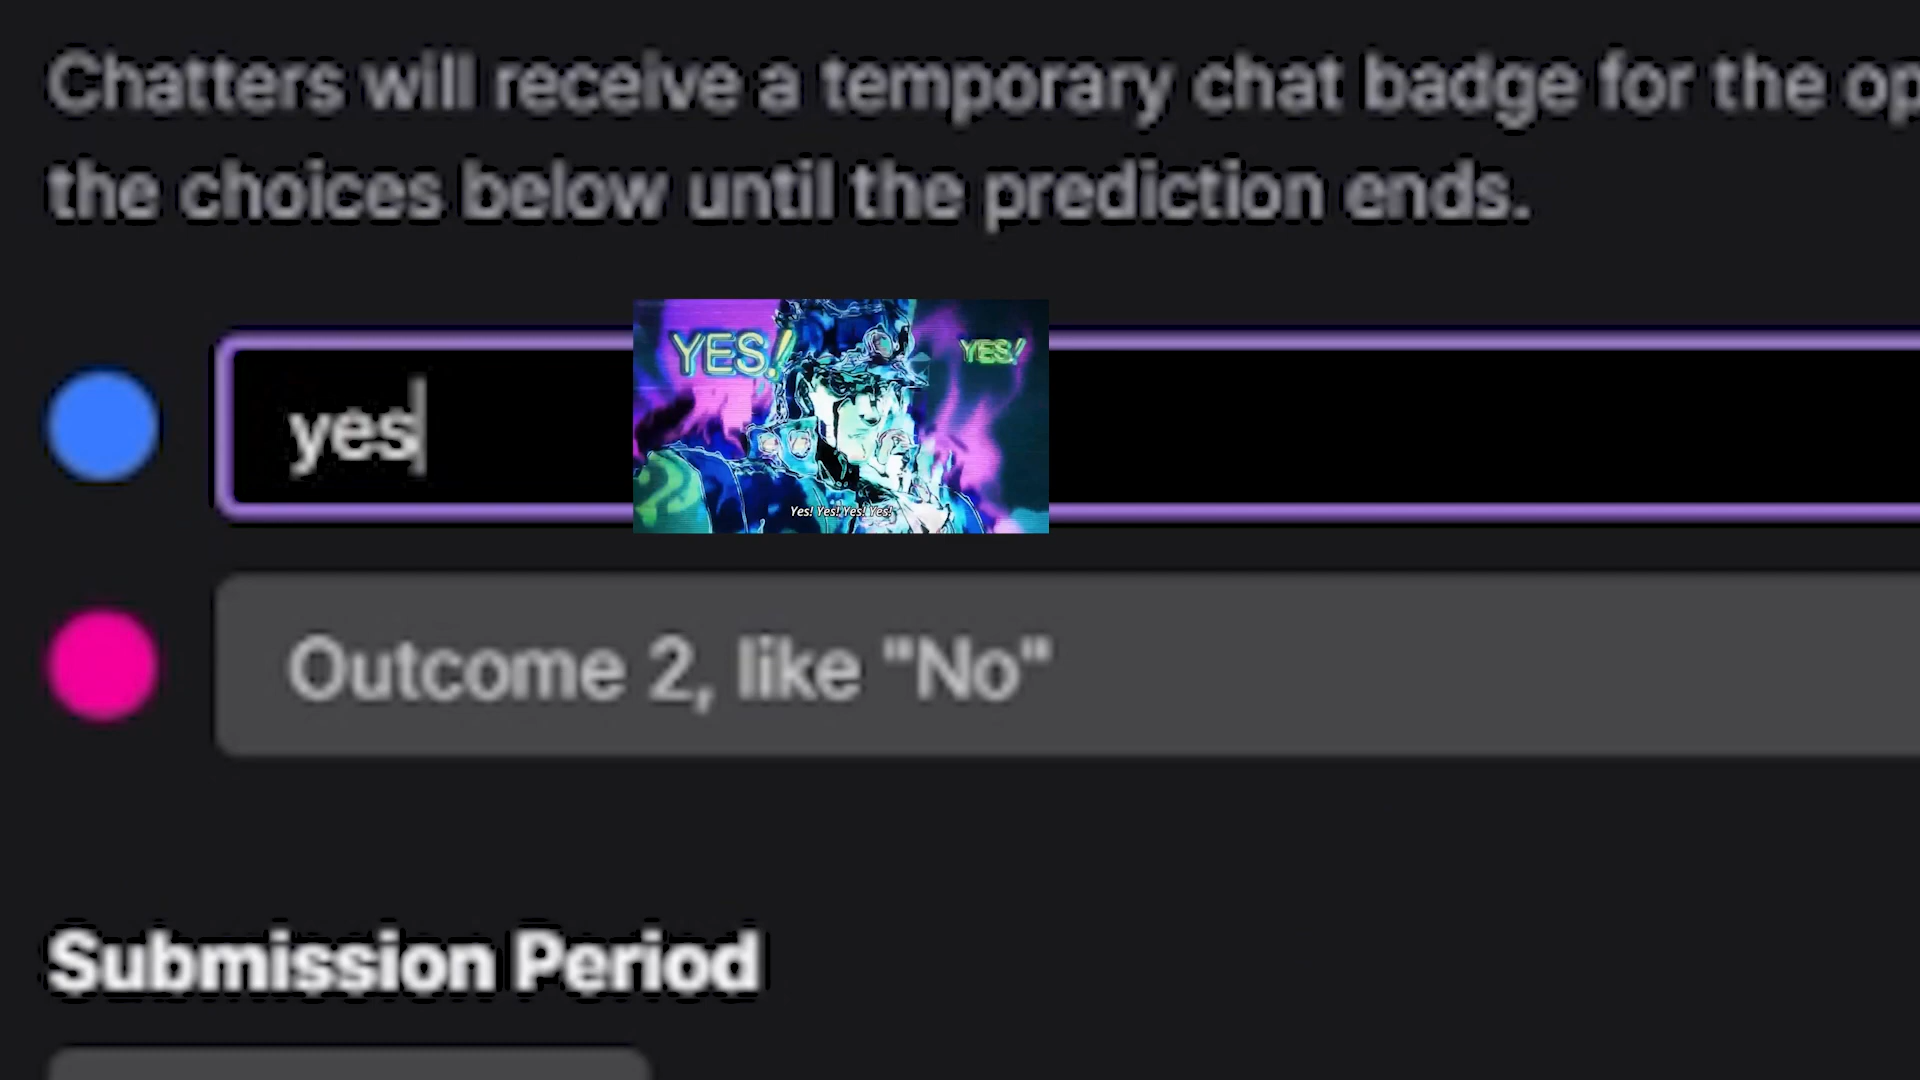 Chatters will receive a temporary chat badge for the op
the choices below until the prediction ends.
YES! YES!
yes
Yes! Yes! Yes! Yes!
Outcome 2, like "No"
Submission Period